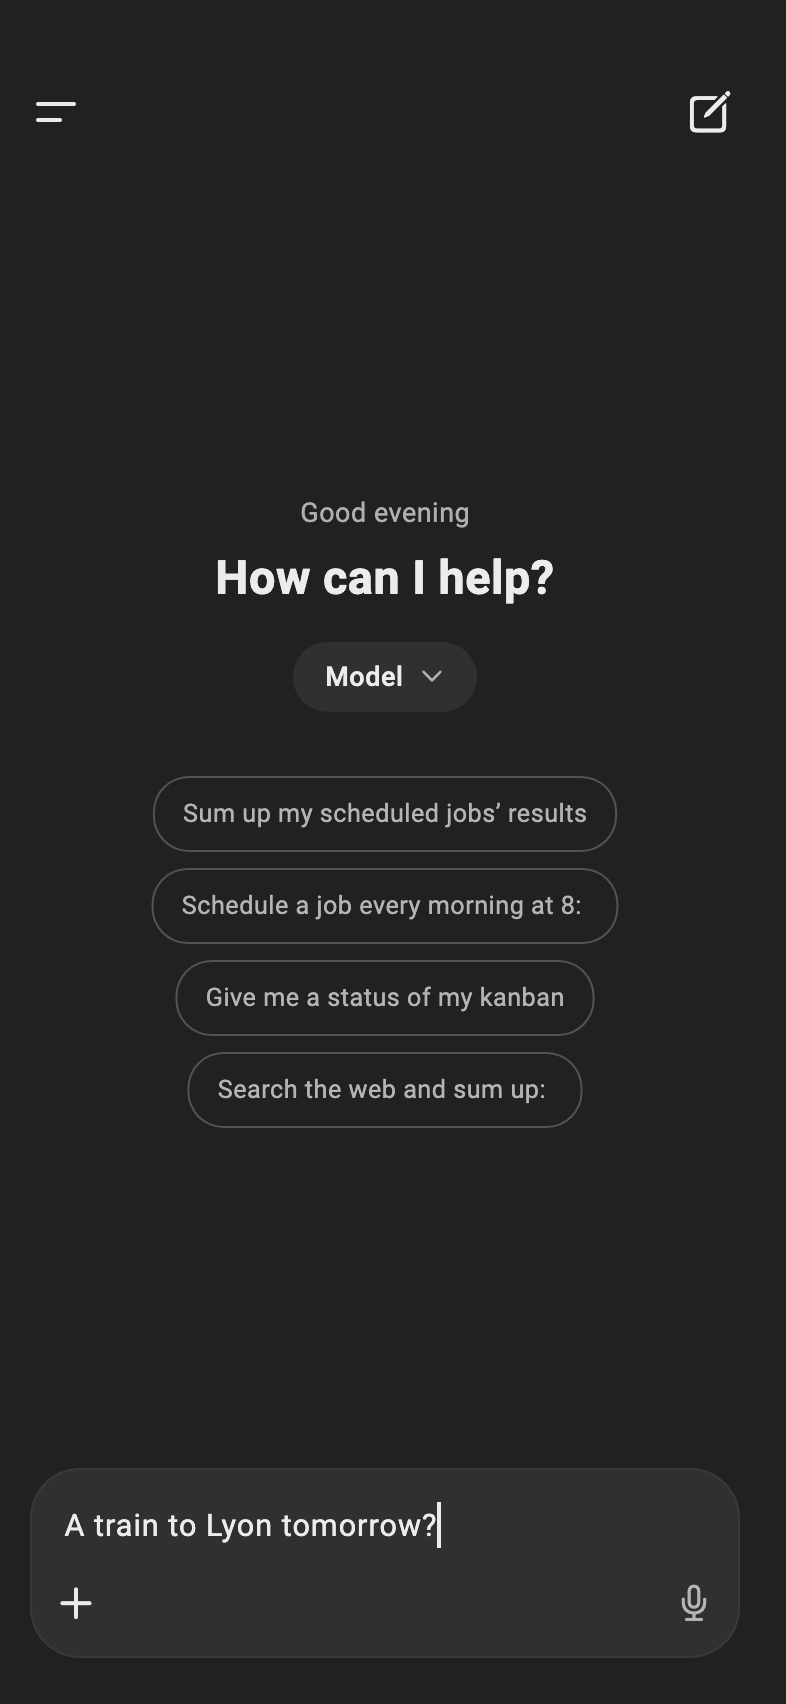 Good evening
How can I help?
Model
Sum up my scheduled jobs’ results
Schedule a job every morning at 8:
Give me a status of my kanban
Search the web and sum up:
A train to Lyon tomorrow?